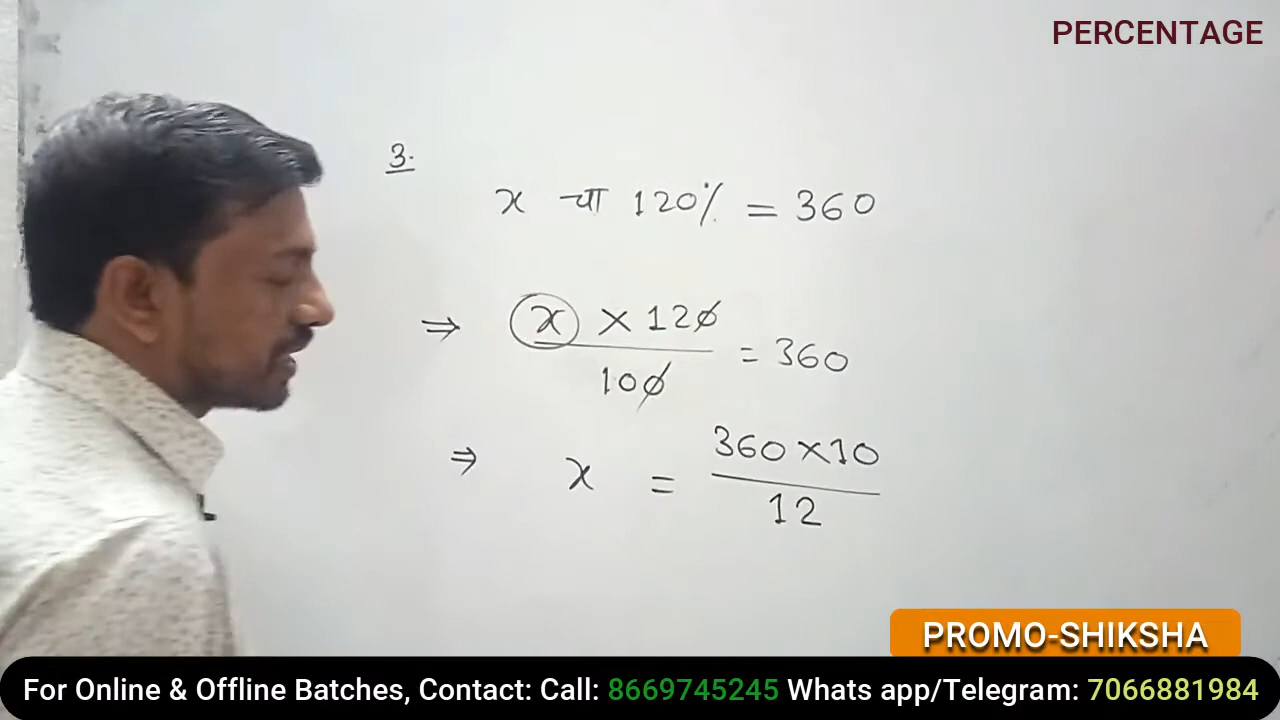 PERCENTAGE
3.
x चा 120% = 360
⇒ x × 120 / 100 = 360
⇒ x = 360 × 10 / 12
PROMO-SHIKSHA
For Online & Offline Batches, Contact: Call: 8669745245 Whats app/Telegram: 7066881984